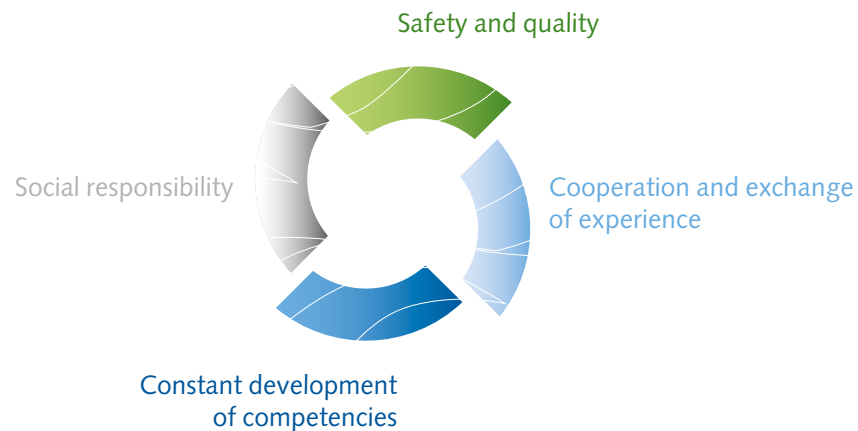 Safety and quality
Social responsibility
Cooperation and exchange
of experience
Constant development
of competencies